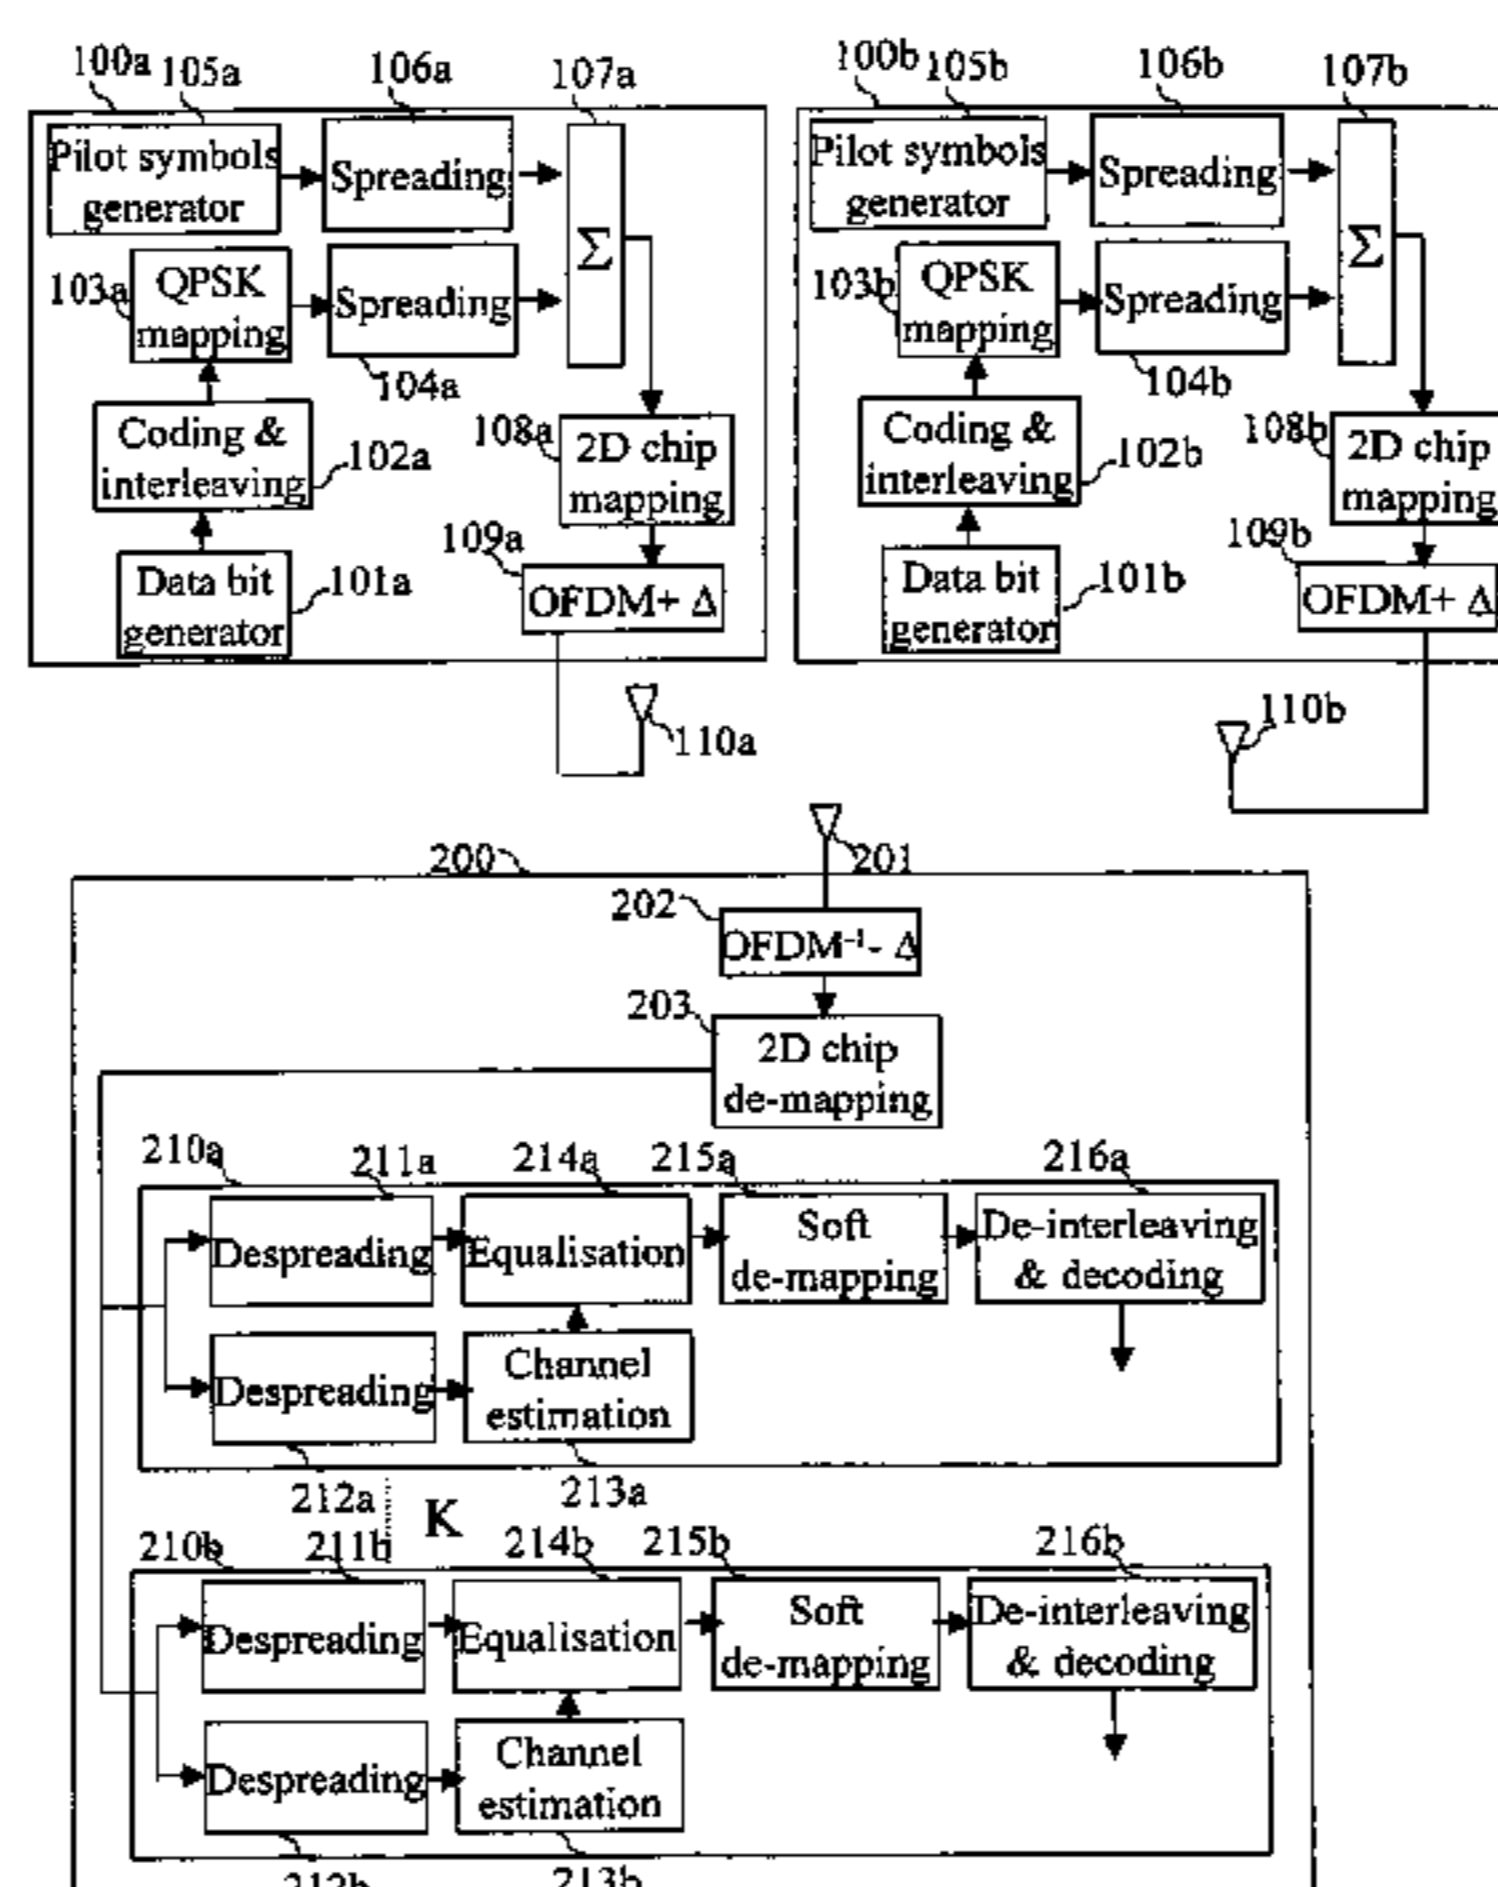 100a
105a
106a
107a
Pilot symbols
generator
Spreading
Σ
103a
QPSK
mapping
Spreading
104a
Coding &
interleaving
102a
108a
2D chip
mapping
109a
Data bit
generator
101a
OFDM+ Δ
110a
100b
105b
106b
107b
Pilot symbols
generator
Spreading
Σ
103b
QPSK
mapping
Spreading
104b
Coding &
interleaving
102b
108b
2D chip
mapping
109b
Data bit
generator
101b
OFDM+ Δ
110b
200
201
202
OFDM⁻¹- Δ
203
2D chip
de-mapping
210a
211a
214a
215a
216a
Despreading
Equalisation
Soft
de-mapping
De-interleaving
& decoding
Despreading
Channel
estimation
212a
213a
K
210b
211b
214b
215b
216b
Despreading
Equalisation
Soft
de-mapping
De-interleaving
& decoding
Despreading
Channel
estimation
212b
213b